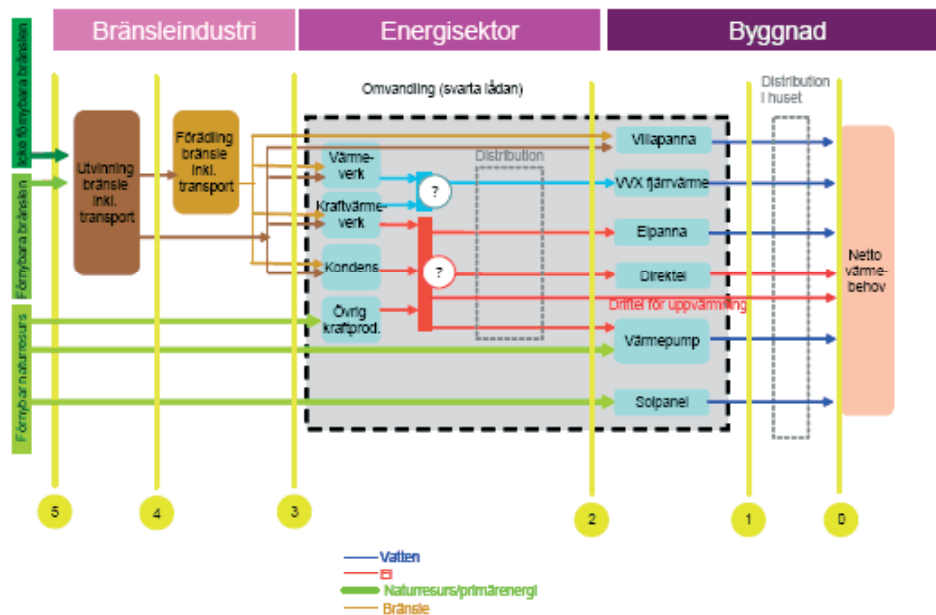 Bränsleindustri
Energisektor
Byggnad
Icke förnybara bränslen
Förnybara bränslen
Förnybar naturresurs
Omvandling (svarta lådan)
Distribution
i huset
Utvinning
bränsle
inkl.
transport
Förädling
bränsle
inkl.
transport
Värme-
verk
Kraftvärme-
verk
Kondens
Övrig
kraftprod.
Distribution
?
?
Villapanna
VVX fjärrvärme
Elpanna
Direktel
Driftel för uppvärmning
Värmepump
Solpanel
Netto
värme-
behov
5
4
3
2
1
0
Vatten
El
Naturresurs/primärenergi
Bränsle